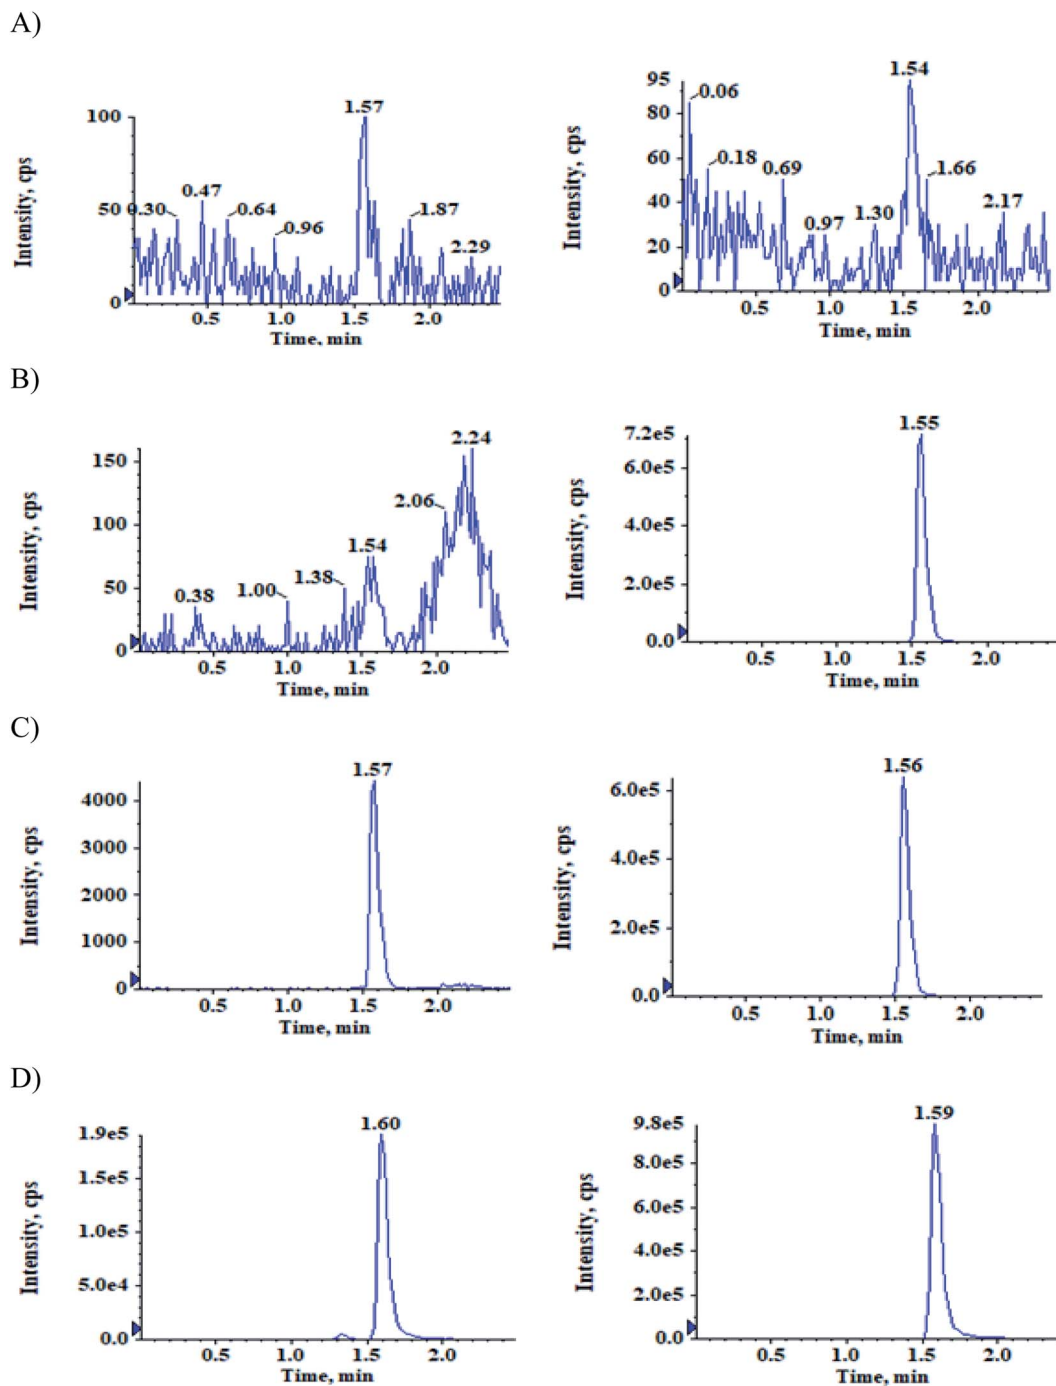 A)
Intensity, cps
100
50
0
0.30
0.47
0.64
0.96
1.57
1.87
2.29
0.5
1.0
1.5
2.0
Time, min
Intensity, cps
95
80
60
40
20
0
0.06
0.18
0.69
0.97
1.30
1.54
1.66
2.17
0.5
1.0
1.5
2.0
Time, min
B)
Intensity, cps
150
100
50
0
0.38
1.00
1.38
1.54
2.06
2.24
0.5
1.0
1.5
2.0
Time, min
Intensity, cps
7.2e5
6.0e5
4.0e5
2.0e5
0.0
1.55
0.5
1.0
1.5
2.0
Time, min
C)
Intensity, cps
4000
3000
2000
1000
0
1.57
0.5
1.0
1.5
2.0
Time, min
Intensity, cps
6.0e5
4.0e5
2.0e5
0.0
1.56
0.5
1.0
1.5
2.0
Time, min
D)
Intensity, cps
1.9e5
1.5e5
1.0e5
5.0e4
0.0
1.60
0.5
1.0
1.5
2.0
Time, min
Intensity, cps
9.8e5
8.0e5
6.0e5
4.0e5
2.0e5
0.0
1.59
0.5
1.0
1.5
2.0
Time, min